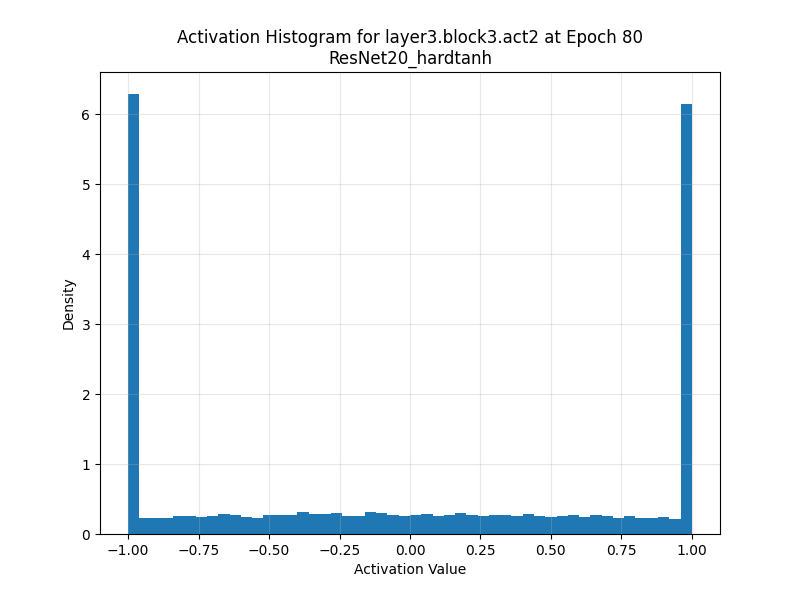 Activation Histogram for layer3.block3.act2 at Epoch 80
ResNet20_hardtanh
6
5
4
3
2
1
0
Density
−1.00 −0.75 −0.50 −0.25 0.00 0.25 0.50 0.75 1.00
Activation Value